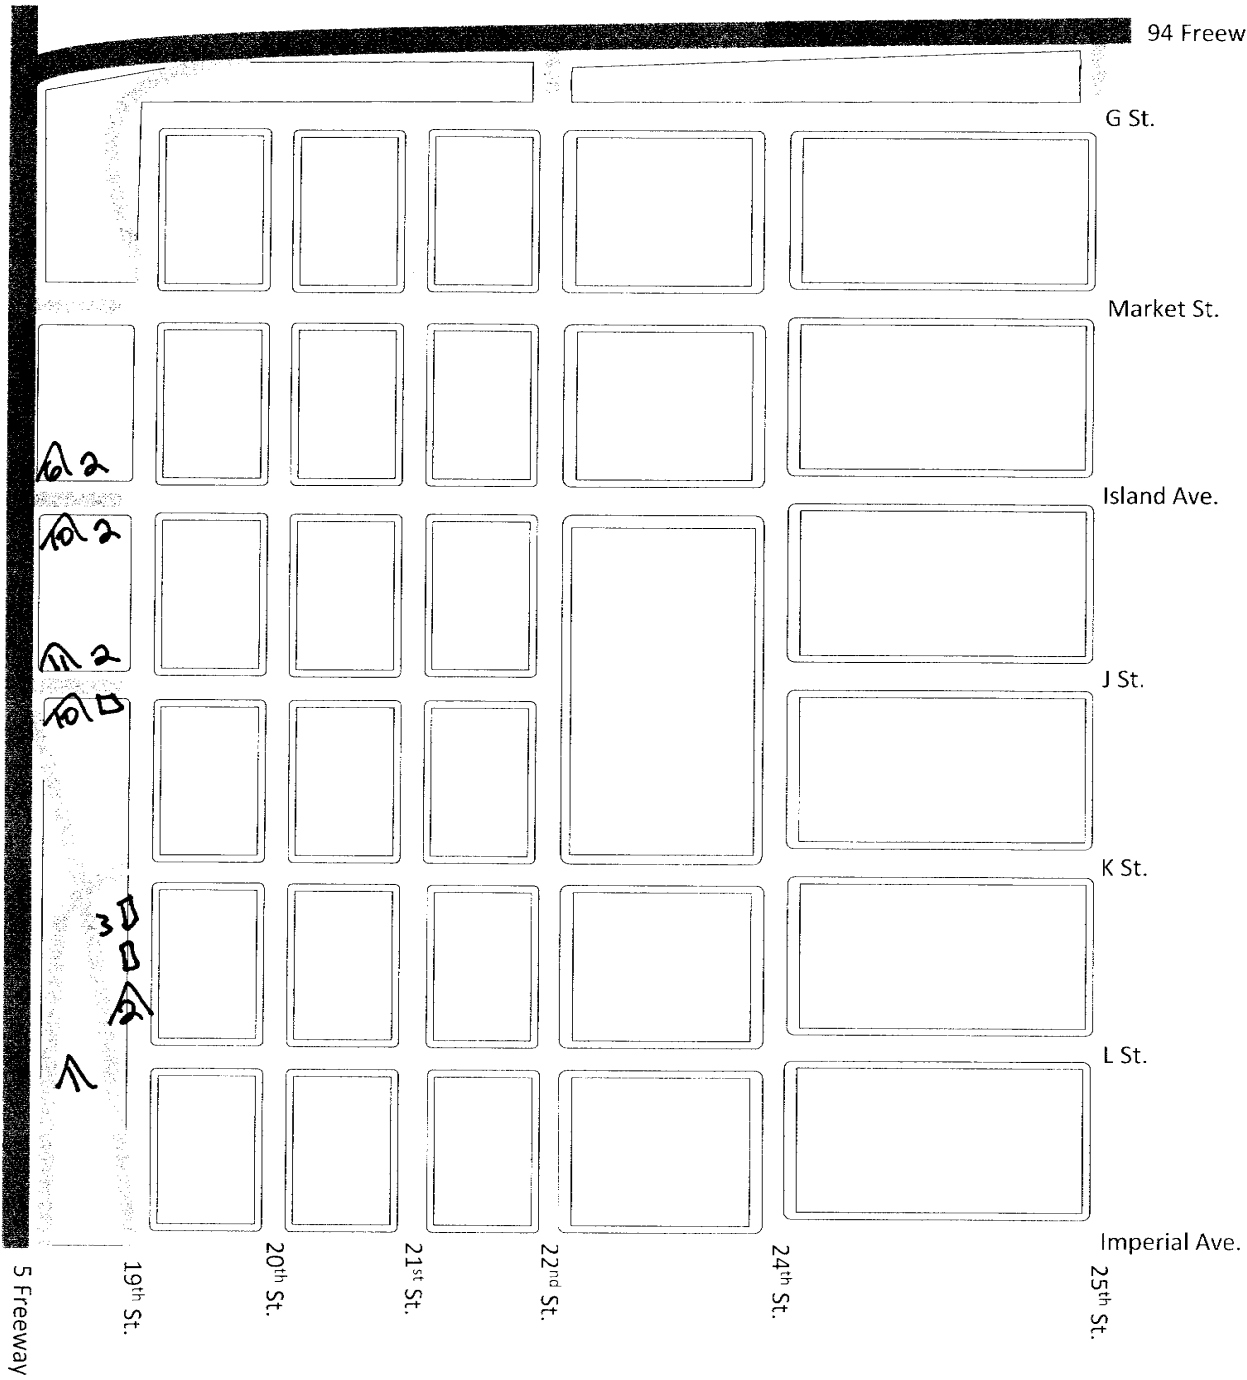 94 Freew
G St.
Market St.
6 2
Island Ave.
10 2
11 2
J St.
10
K St.
3
2
L St.
Imperial Ave.
5 Freeway
19th St.
20th St.
21st St.
22nd St.
24th St.
25th St.